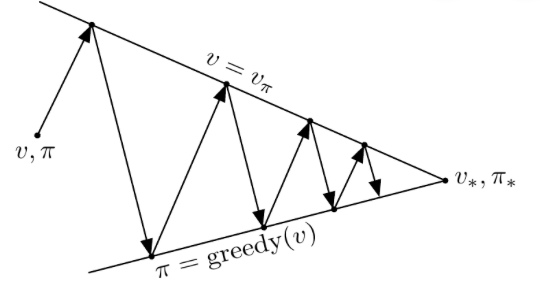 v = v_π
v, π
v_*, π_*
π = greedy(v)